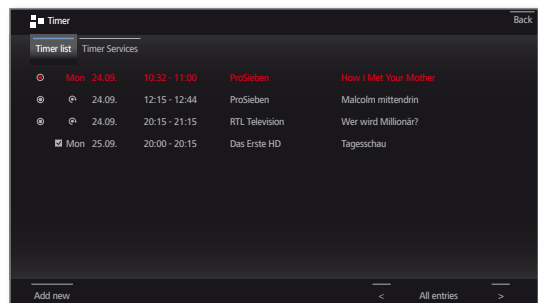 Timer Back
Timer list Timer Services
Mon 24.09. 10:32 - 11:00 ProSieben How I Met Your Mother
24.09. 12:15 - 12:44 ProSieben Malcolm mittendrin
24.09. 20:15 - 21:15 RTL Television Wer wird Millionär?
Mon 25.09. 20:00 - 20:15 Das Erste HD Tagesschau
Add new < All entries >